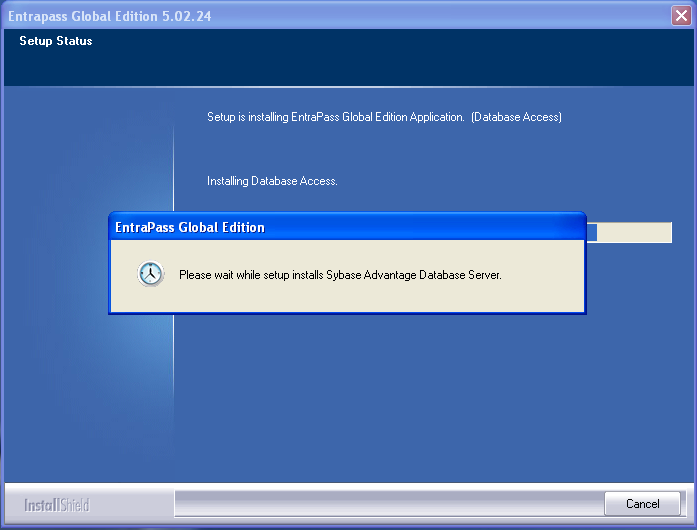 Entrapass Global Edition 5.02.24
Setup Status
Setup is installing EntraPass Global Edition Application. (Database Access)
Installing Database Access.
EntraPass Global Edition
Please wait while setup installs Sybase Advantage Database Server.
InstallShield
Cancel